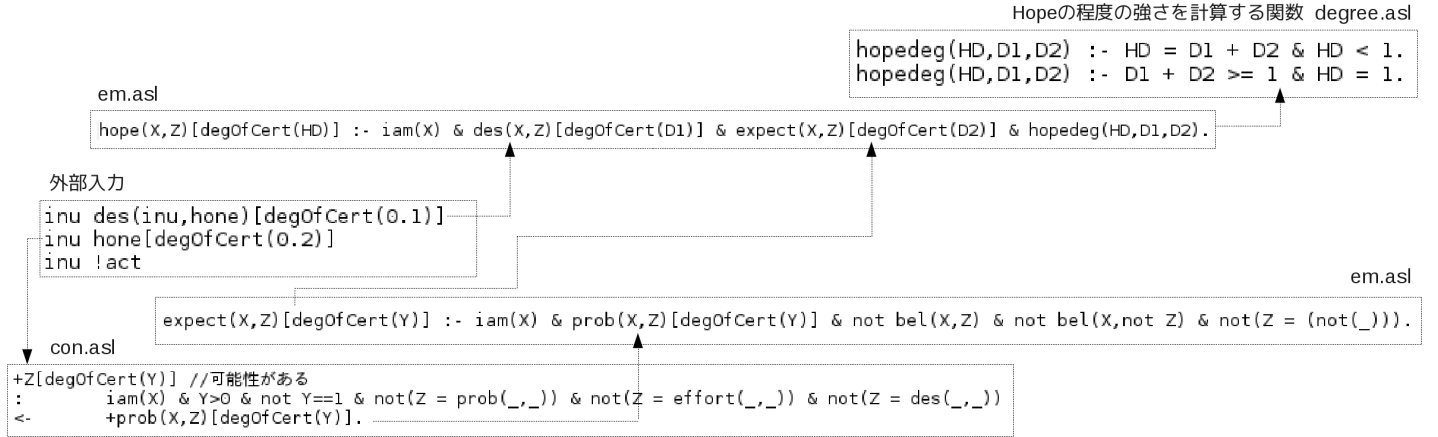 Hopeの程度の強さを計算する関数 degree.asl
hopedeg(HD,D1,D2) :- HD = D1 + D2 & HD < 1.
hopedeg(HD,D1,D2) :- D1 + D2 >= 1 & HD = 1.
em.asl
hope(X,Z)[degOfCert(HD)] :- iam(X) & des(X,Z)[degOfCert(D1)] & expect(X,Z)[degOfCert(D2)] & hopedeg(HD,D1,D2).
外部入力
inu des(inu,hone)[degOfCert(0.1)]
inu hone[degOfCert(0.2)]
inu !act
em.asl
expect(X,Z)[degOfCert(Y)] :- iam(X) & prob(X,Z)[degOfCert(Y)] & not bel(X,Z) & not bel(X,not Z) & not(Z = (not(_))).
con.asl
+Z[degOfCert(Y)] //可能性がある
: iam(X) & Y>0 & not Y==1 & not(Z = prob(_,_)) & not(Z = effort(_,_)) & not(Z = des(_,_))
<- +prob(X,Z)[degOfCert(Y)].